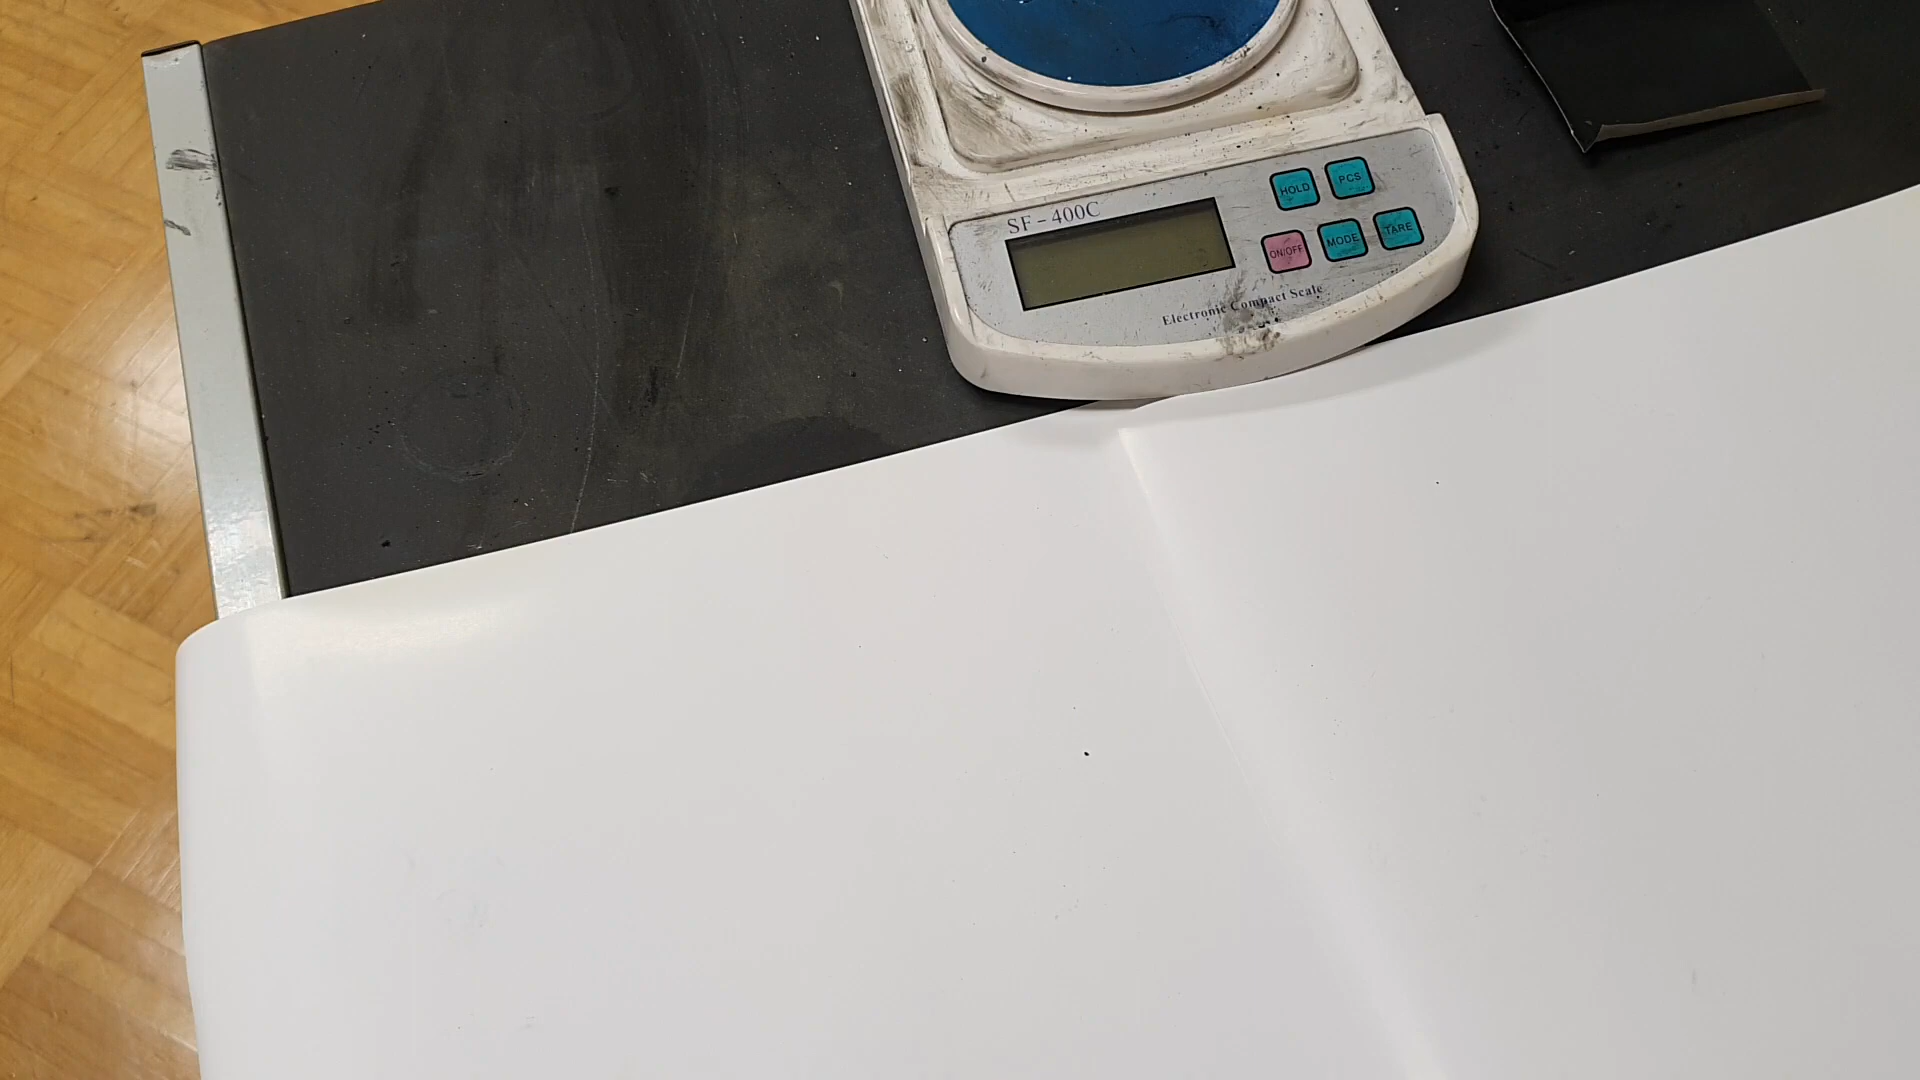 SF-400C
HOLD
PCS
ON/OFF
MODE
TARE
Electronic Compact Scale